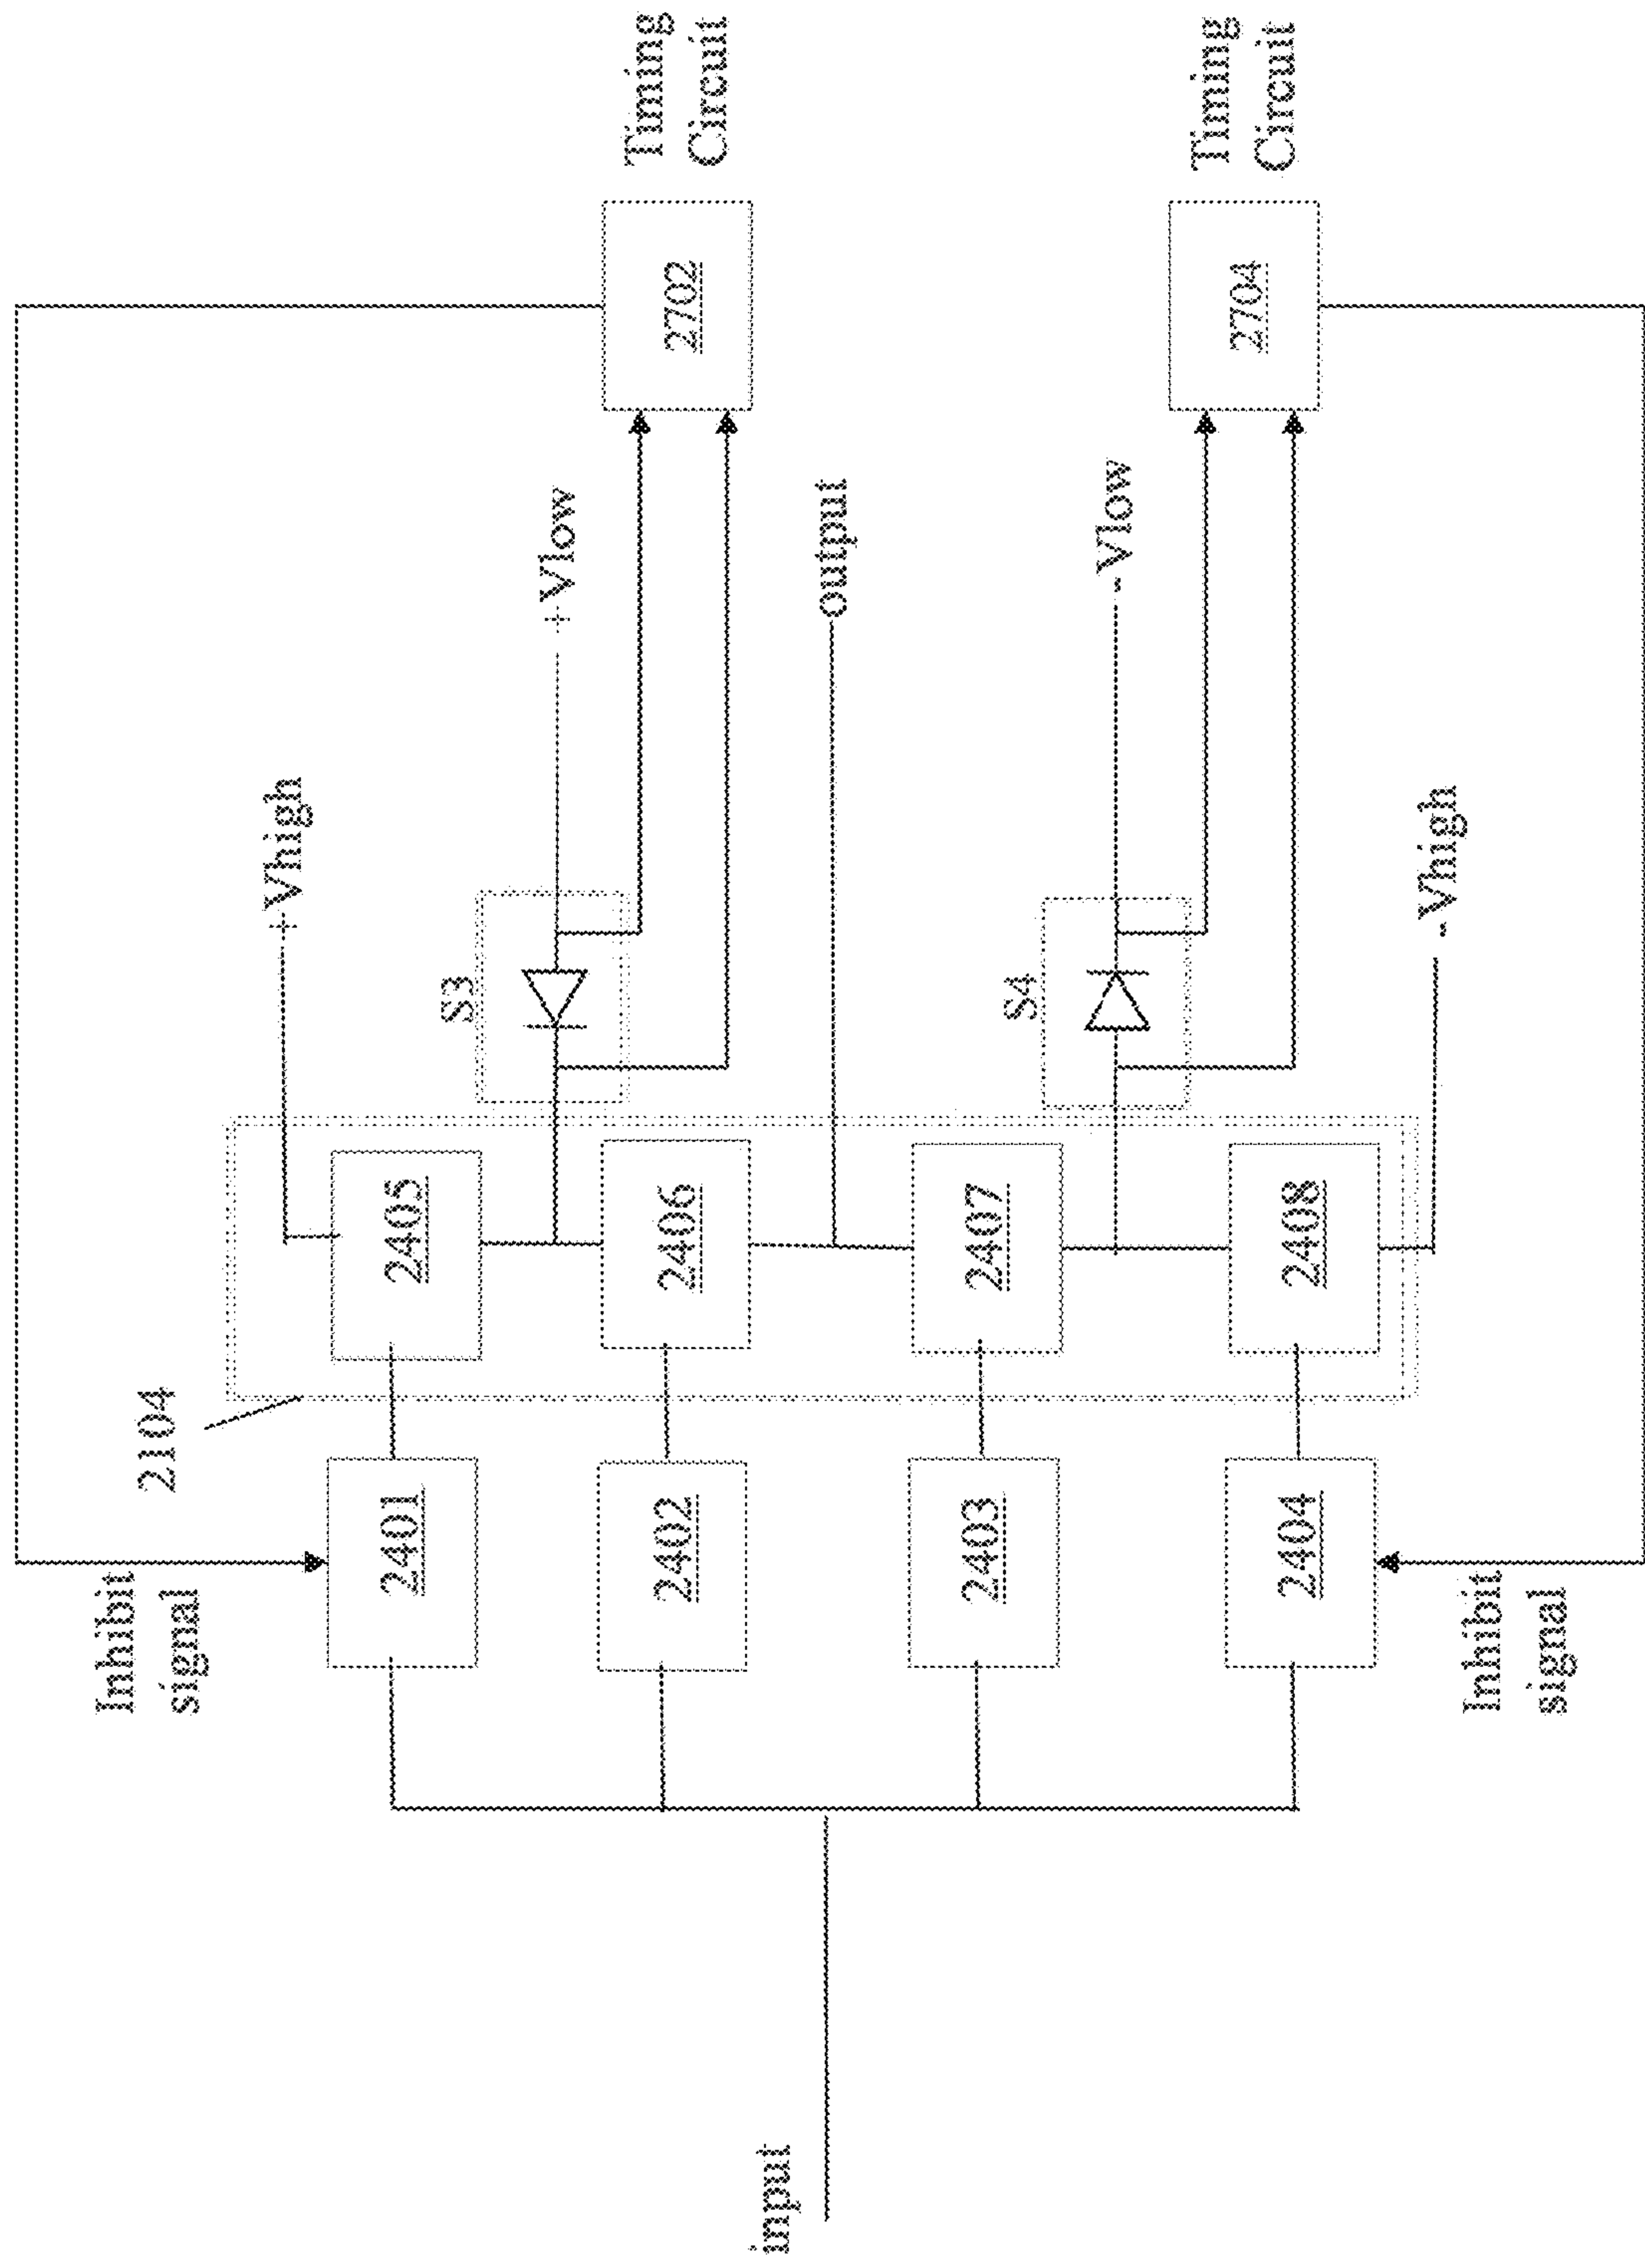 Inhibit
signal
2104
+Vhigh
2401
2405
S3
+Vlow
2702
Timing
Circuit
2402
2406
input
output
2403
2407
S4
-Vlow
2704
Timing
Circuit
2404
2408
-Vhigh
Inhibit
signal